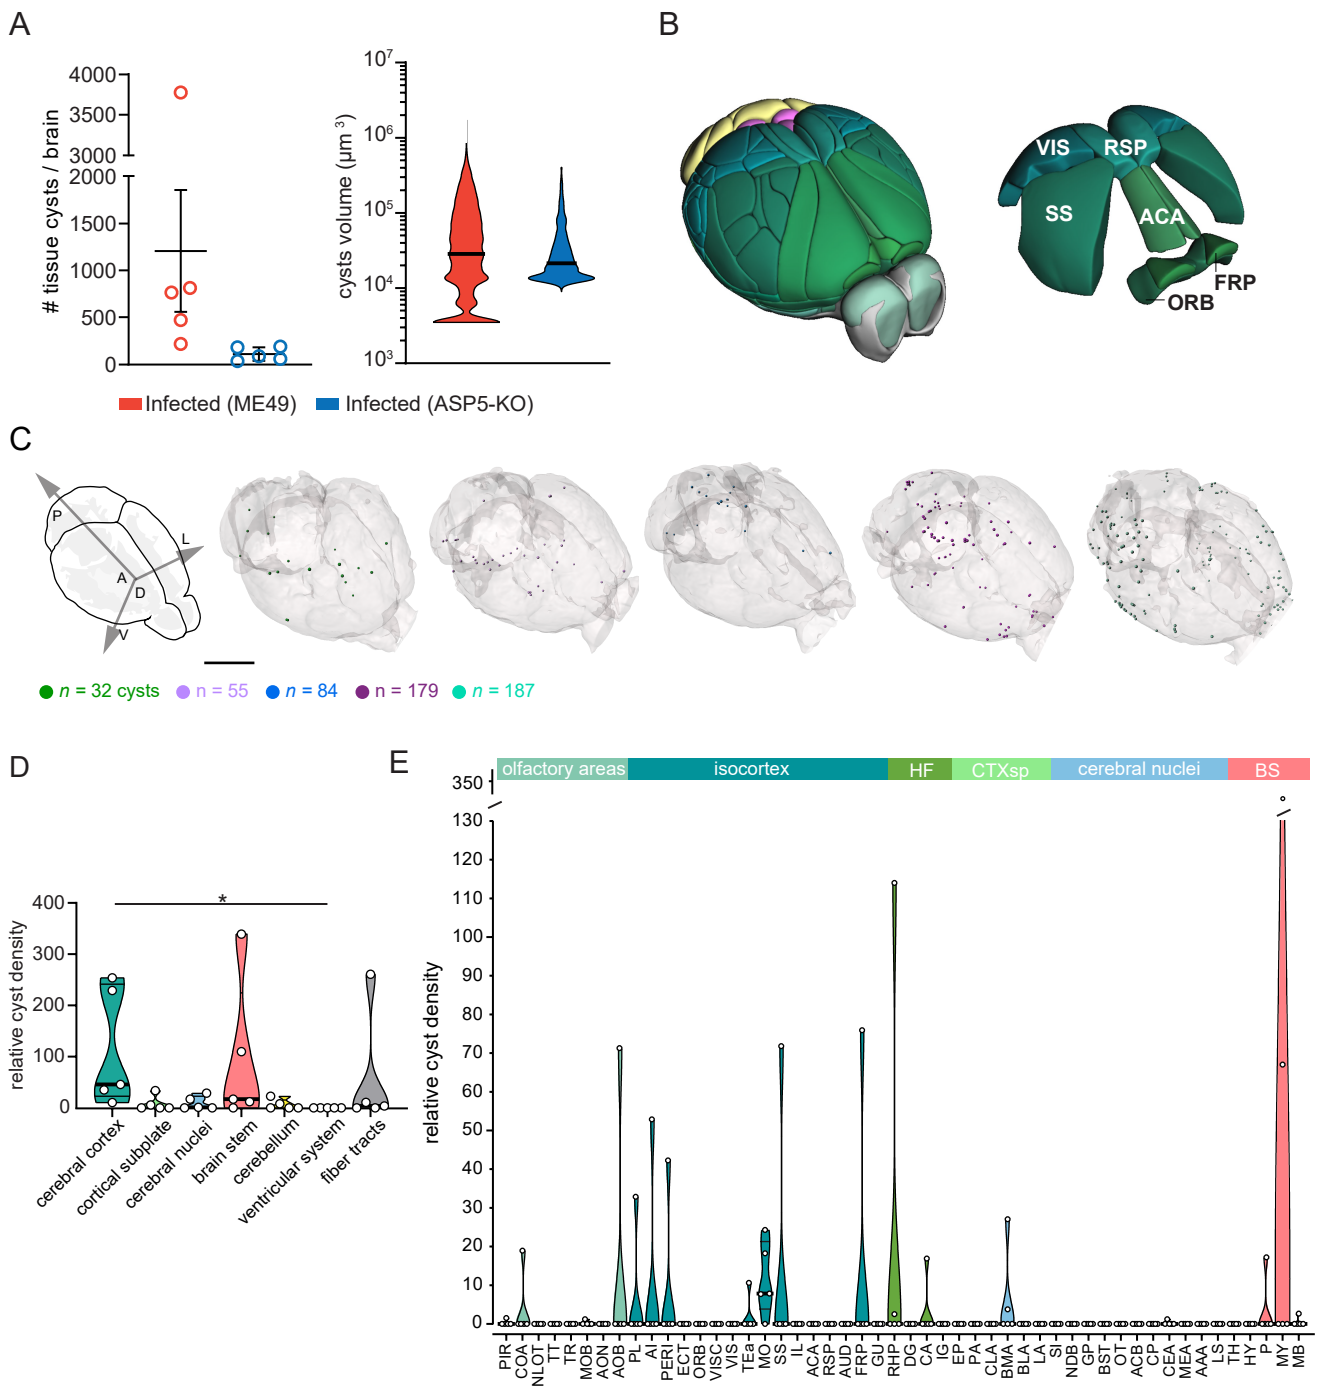 A
B
# tissue cysts / brain
4000
3500
3000
2000
1500
1000
500
0
cysts volume (µm³)
10⁷
10⁶
10⁵
10⁴
10³
Infected (ME49)
Infected (ASP5-KO)
VIS
RSP
SS
ACA
FRP
ORB
C
P
L
A
D
V
n = 32 cysts
n = 55
n = 84
n = 179
n = 187
D
relative cyst density
400
300
200
100
0
*
cerebral cortex
cortical subplate
cerebral nuclei
brain stem
cerebellum
ventricular system
fiber tracts
E
olfactory areas
isocortex
HF
CTXsp
cerebral nuclei
BS
relative cyst density
350
130
120
110
100
90
80
70
60
50
40
30
20
10
0
PIR
COA
NLOT
TT
TR
MOB
AON
AOB
PL
AI
PERI
ECT
ORB
VISC
VIS
TEa
MO
SS
IL
ACA
RSP
AUD
FRP
GU
RHP
DG
CA
IG
EP
PA
CLA
BMA
BLA
LA
SI
NDB
GP
BST
OT
ACB
CP
CEA
MEA
AAA
LS
TH
HY
P
MY
MB